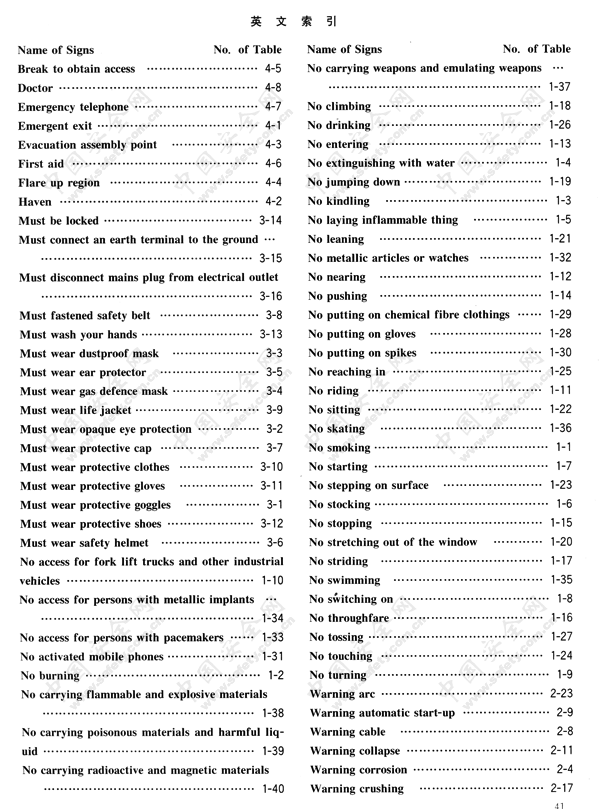 英 文 索 引
Name of Signs No. of Table
Break to obtain access ⋯⋯⋯⋯⋯⋯⋯⋯⋯ 4-5
Doctor ⋯⋯⋯⋯⋯⋯⋯⋯⋯⋯⋯⋯⋯⋯⋯ 4-8
Emergency telephone ⋯⋯⋯⋯⋯⋯⋯⋯⋯⋯ 4-7
Emergent exit ⋯⋯⋯⋯⋯⋯⋯⋯⋯⋯⋯⋯⋯ 4-1
Evacuation assembly point ⋯⋯⋯⋯⋯⋯⋯ 4-3
First aid ⋯⋯⋯⋯⋯⋯⋯⋯⋯⋯⋯⋯⋯⋯ 4-6
Flare up region ⋯⋯⋯⋯⋯⋯⋯⋯⋯⋯⋯⋯ 4-4
Haven ⋯⋯⋯⋯⋯⋯⋯⋯⋯⋯⋯⋯⋯⋯⋯ 4-2
Must be locked ⋯⋯⋯⋯⋯⋯⋯⋯⋯⋯⋯⋯ 3-14
Must connect an earth terminal to the ground ⋯
⋯⋯⋯⋯⋯⋯⋯⋯⋯⋯⋯⋯⋯⋯⋯⋯⋯ 3-15
Must disconnect mains plug from electrical outlet
⋯⋯⋯⋯⋯⋯⋯⋯⋯⋯⋯⋯⋯⋯⋯⋯⋯ 3-16
Must fastened safety belt ⋯⋯⋯⋯⋯⋯⋯⋯ 3-8
Must wash your hands ⋯⋯⋯⋯⋯⋯⋯⋯⋯ 3-13
Must wear dustproof mask ⋯⋯⋯⋯⋯⋯⋯ 3-3
Must wear ear protector ⋯⋯⋯⋯⋯⋯⋯⋯ 3-5
Must wear gas defence mask ⋯⋯⋯⋯⋯⋯⋯ 3-4
Must wear life jacket ⋯⋯⋯⋯⋯⋯⋯⋯⋯⋯ 3-9
Must wear opaque eye protection ⋯⋯⋯⋯⋯ 3-2
Must wear protective cap ⋯⋯⋯⋯⋯⋯⋯⋯ 3-7
Must wear protective clothes ⋯⋯⋯⋯⋯⋯ 3-10
Must wear protective gloves ⋯⋯⋯⋯⋯⋯ 3-11
Must wear protective goggles ⋯⋯⋯⋯⋯⋯ 3-1
Must wear protective shoes ⋯⋯⋯⋯⋯⋯⋯ 3-12
Must wear safety helmet ⋯⋯⋯⋯⋯⋯⋯⋯ 3-6
No access for fork lift trucks and other industrial
vehicles ⋯⋯⋯⋯⋯⋯⋯⋯⋯⋯⋯⋯⋯⋯ 1-10
No access for persons with metallic implants ⋯
⋯⋯⋯⋯⋯⋯⋯⋯⋯⋯⋯⋯⋯⋯⋯⋯⋯ 1-34
No access for persons with pacemakers ⋯⋯ 1-33
No activated mobile phones ⋯⋯⋯⋯⋯⋯⋯ 1-31
No burning ⋯⋯⋯⋯⋯⋯⋯⋯⋯⋯⋯⋯⋯ 1-2
No carrying flammable and explosive materials
⋯⋯⋯⋯⋯⋯⋯⋯⋯⋯⋯⋯⋯⋯⋯⋯⋯ 1-38
No carrying poisonous materials and harmful liq-
uid ⋯⋯⋯⋯⋯⋯⋯⋯⋯⋯⋯⋯⋯⋯⋯⋯ 1-39
No carrying radioactive and magnetic materials
⋯⋯⋯⋯⋯⋯⋯⋯⋯⋯⋯⋯⋯⋯⋯⋯⋯ 1-40
Name of Signs No. of Table
No carrying weapons and emulating weapons ⋯
⋯⋯⋯⋯⋯⋯⋯⋯⋯⋯⋯⋯⋯⋯⋯⋯⋯ 1-37
No climbing ⋯⋯⋯⋯⋯⋯⋯⋯⋯⋯⋯⋯⋯ 1-18
No drinking ⋯⋯⋯⋯⋯⋯⋯⋯⋯⋯⋯⋯⋯ 1-26
No entering ⋯⋯⋯⋯⋯⋯⋯⋯⋯⋯⋯⋯⋯ 1-13
No extinguishing with water ⋯⋯⋯⋯⋯⋯⋯ 1-4
No jumping down ⋯⋯⋯⋯⋯⋯⋯⋯⋯⋯⋯ 1-19
No kindling ⋯⋯⋯⋯⋯⋯⋯⋯⋯⋯⋯⋯⋯ 1-3
No laying inflammable thing ⋯⋯⋯⋯⋯⋯ 1-5
No leaning ⋯⋯⋯⋯⋯⋯⋯⋯⋯⋯⋯⋯⋯ 1-21
No metallic articles or watches ⋯⋯⋯⋯⋯ 1-32
No nearing ⋯⋯⋯⋯⋯⋯⋯⋯⋯⋯⋯⋯⋯ 1-12
No pushing ⋯⋯⋯⋯⋯⋯⋯⋯⋯⋯⋯⋯⋯ 1-14
No putting on chemical fibre clothings ⋯⋯ 1-29
No putting on gloves ⋯⋯⋯⋯⋯⋯⋯⋯⋯ 1-28
No putting on spikes ⋯⋯⋯⋯⋯⋯⋯⋯⋯ 1-30
No reaching in ⋯⋯⋯⋯⋯⋯⋯⋯⋯⋯⋯⋯ 1-25
No riding ⋯⋯⋯⋯⋯⋯⋯⋯⋯⋯⋯⋯⋯⋯ 1-11
No sitting ⋯⋯⋯⋯⋯⋯⋯⋯⋯⋯⋯⋯⋯⋯ 1-22
No skating ⋯⋯⋯⋯⋯⋯⋯⋯⋯⋯⋯⋯⋯ 1-36
No smoking ⋯⋯⋯⋯⋯⋯⋯⋯⋯⋯⋯⋯⋯ 1-1
No starting ⋯⋯⋯⋯⋯⋯⋯⋯⋯⋯⋯⋯⋯ 1-7
No stepping on surface ⋯⋯⋯⋯⋯⋯⋯⋯ 1-23
No stocking ⋯⋯⋯⋯⋯⋯⋯⋯⋯⋯⋯⋯⋯ 1-6
No stopping ⋯⋯⋯⋯⋯⋯⋯⋯⋯⋯⋯⋯⋯ 1-15
No stretching out of the window ⋯⋯⋯⋯ 1-20
No striding ⋯⋯⋯⋯⋯⋯⋯⋯⋯⋯⋯⋯⋯ 1-17
No swimming ⋯⋯⋯⋯⋯⋯⋯⋯⋯⋯⋯⋯ 1-35
No switching on ⋯⋯⋯⋯⋯⋯⋯⋯⋯⋯⋯ 1-8
No throughfare ⋯⋯⋯⋯⋯⋯⋯⋯⋯⋯⋯⋯ 1-16
No tossing ⋯⋯⋯⋯⋯⋯⋯⋯⋯⋯⋯⋯⋯ 1-27
No touching ⋯⋯⋯⋯⋯⋯⋯⋯⋯⋯⋯⋯⋯ 1-24
No turning ⋯⋯⋯⋯⋯⋯⋯⋯⋯⋯⋯⋯⋯ 1-9
Warning arc ⋯⋯⋯⋯⋯⋯⋯⋯⋯⋯⋯⋯⋯ 2-23
Warning automatic start-up ⋯⋯⋯⋯⋯⋯⋯ 2-9
Warning cable ⋯⋯⋯⋯⋯⋯⋯⋯⋯⋯⋯⋯ 2-8
Warning collapse ⋯⋯⋯⋯⋯⋯⋯⋯⋯⋯⋯ 2-11
Warning corrosion ⋯⋯⋯⋯⋯⋯⋯⋯⋯⋯ 2-4
Warning crushing ⋯⋯⋯⋯⋯⋯⋯⋯⋯⋯ 2-17
41
中国安全网
www.safety.com.cn